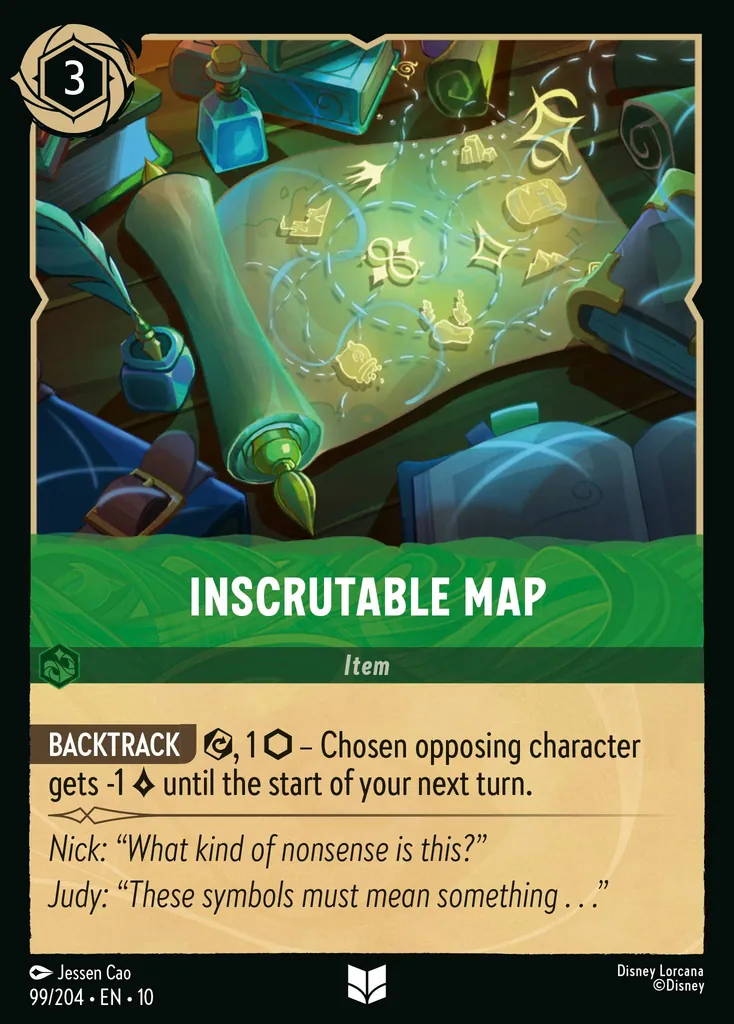 3
INSCRUTABLE MAP
Item
BACKTRACK , 1 – Chosen opposing character
gets -1 until the start of your next turn.
Nick: “What kind of nonsense is this?”
Judy: “These symbols must mean something . . .”
Jessen Cao
99/204 • EN • 10
Disney Lorcana
©Disney